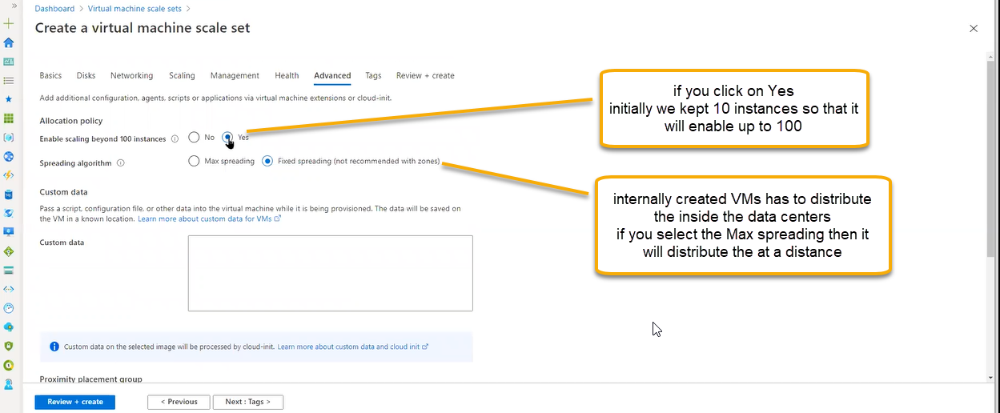 Dashboard > Virtual machine scale sets >
Create a virtual machine scale set
Basics Disks Networking Scaling Management Health Advanced Tags Review + create
Add additional configuration, agents, scripts or applications via virtual machine extensions or cloud-init.
Allocation policy
Enable scaling beyond 100 instances No Yes
Spreading algorithm Max spreading Fixed spreading (not recommended with zones)
if you click on Yes
initially we kept 10 instances so that it
will enable up to 100
internally created VMs has to distribute
the inside the data centers
if you select the Max spreading then it
will distribute the at a distance
Custom data
Pass a script, configuration file, or other data into the virtual machine while it is being provisioned. The data will be saved on
the VM in a known location. Learn more about custom data for VMs
Custom data
Custom data on the selected image will be processed by cloud-init. Learn more about custom data and cloud init
Proximity placement group
Review + create < Previous Next : Tags >